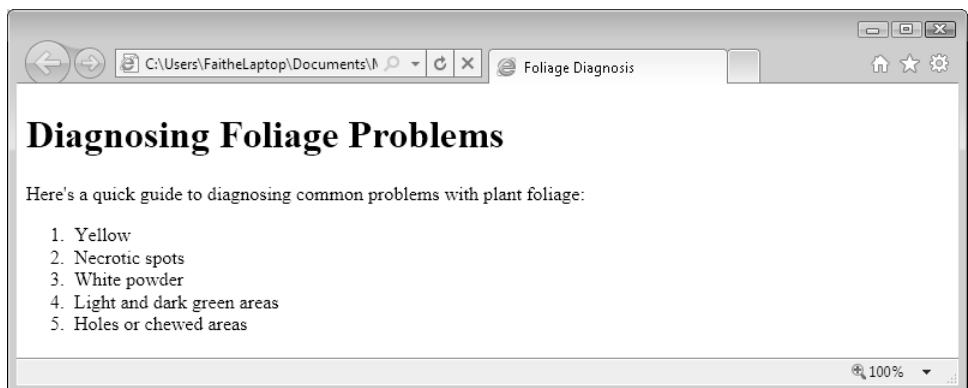 C:\Users\FaitheLaptop\Documents\
Foliage Diagnosis
Diagnosing Foliage Problems
Here's a quick guide to diagnosing common problems with plant foliage:
1. Yellow
2. Necrotic spots
3. White powder
4. Light and dark green areas
5. Holes or chewed areas
100%